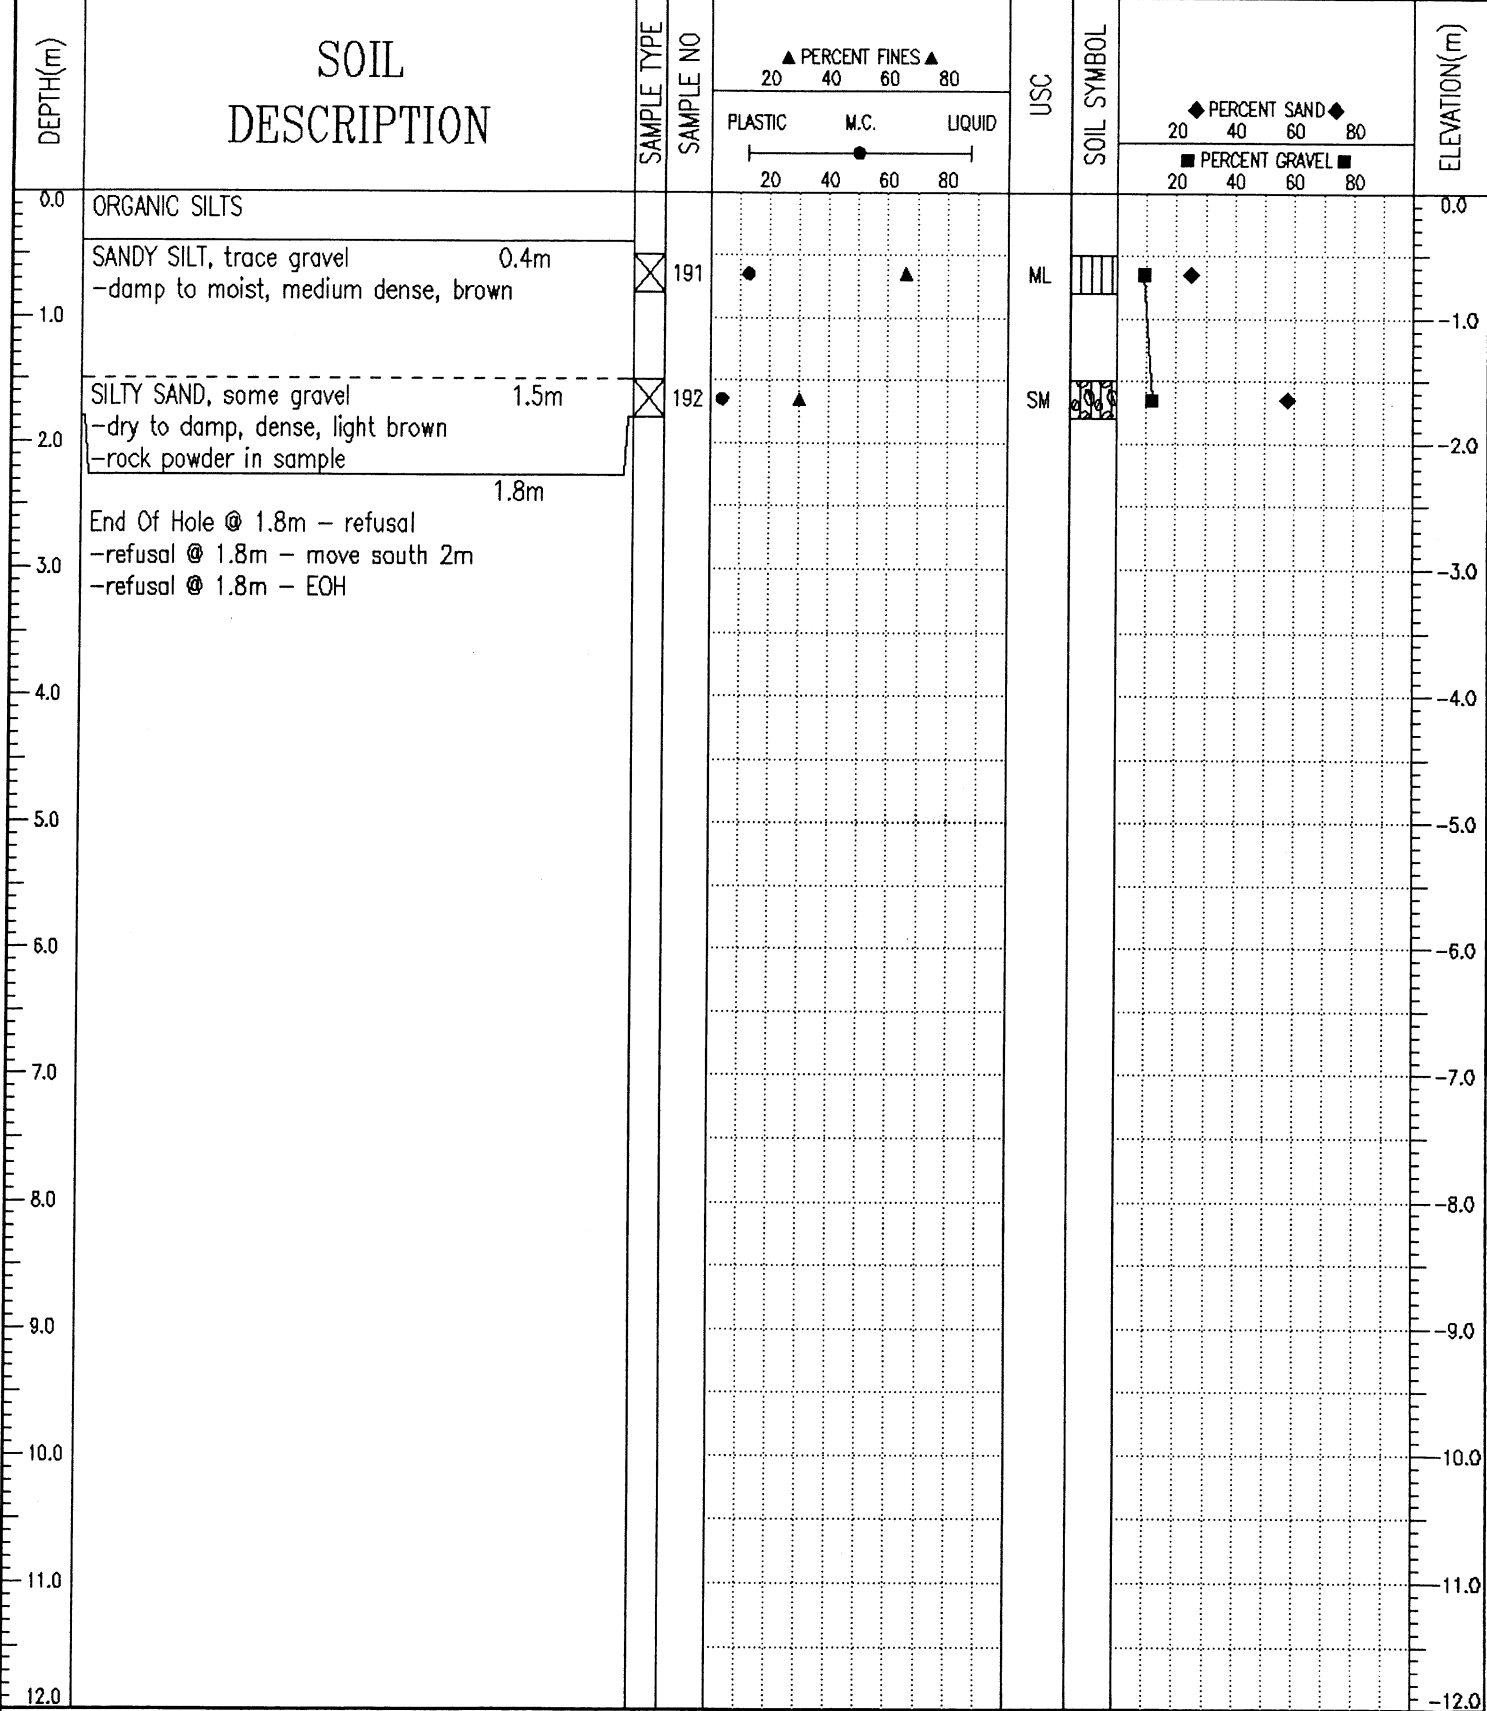 DEPTH(m)
SOIL
DESCRIPTION
SAMPLE TYPE
SAMPLE NO
▲ PERCENT FINES ▲
20 40 60 80
PLASTIC M.C. LIQUID
20 40 60 80
USC
SOIL SYMBOL
◆ PERCENT SAND ◆
20 40 60 80
■ PERCENT GRAVEL ■
20 40 60 80
ELEVATION(m)
0.0 ORGANIC SILTS 0.0
SANDY SILT, trace gravel 0.4m
191 ML
-damp to moist, medium dense, brown
1.0 -1.0
SILTY SAND, some gravel 1.5m
192 SM
-dry to damp, dense, light brown
2.0 -2.0
-rock powder in sample
1.8m
End Of Hole @ 1.8m - refusal
-refusal @ 1.8m - move south 2m
3.0 -3.0
-refusal @ 1.8m - EOH
4.0 -4.0
5.0 -5.0
6.0 -6.0
7.0 -7.0
8.0 -8.0
9.0 -9.0
10.0 -10.0
11.0 -11.0
12.0 -12.0